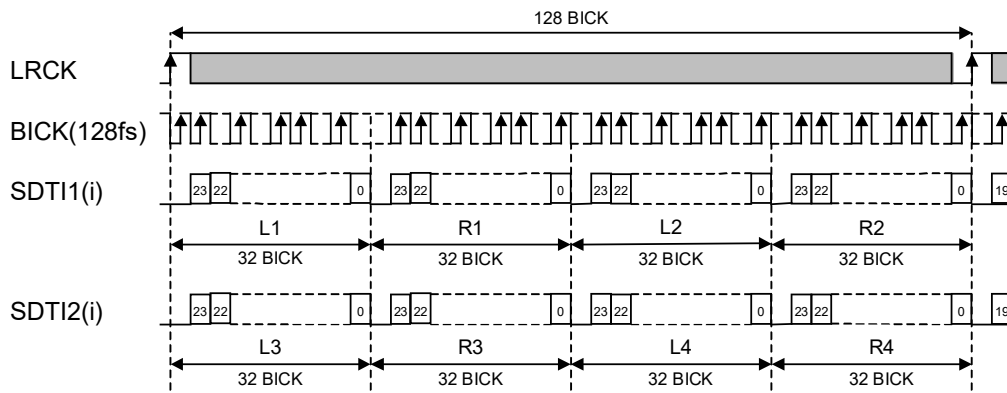 128 BICK
LRCK
BICK(128fs)
SDTI1(i)
23 22 0 23 22 0 23 22 0 23 22 0 19
L1 R1 L2 R2
32 BICK 32 BICK 32 BICK 32 BICK
SDTI2(i)
23 22 0 23 22 0 23 22 0 23 22 0 19
L3 R3 L4 R4
32 BICK 32 BICK 32 BICK 32 BICK